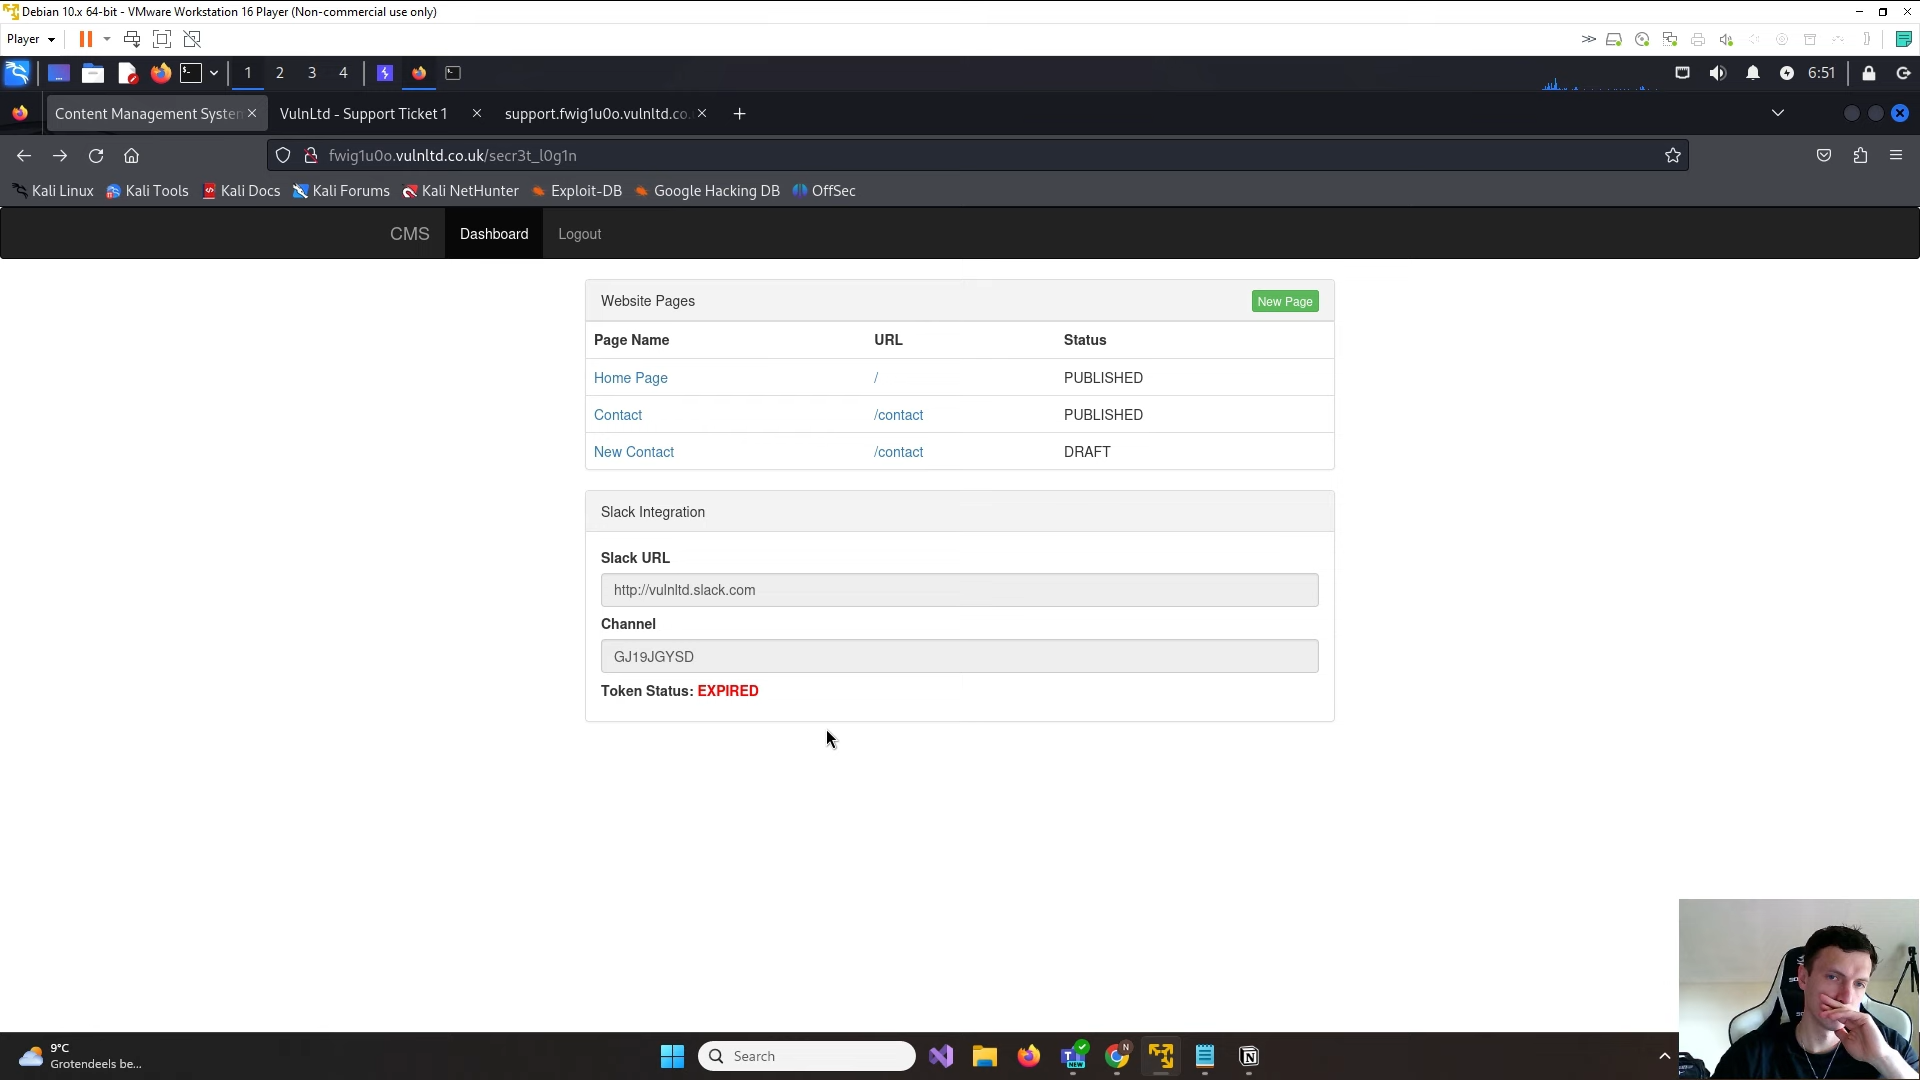 Debian 10.x 64-bit - VMware Workstation 16 Player (Non-commercial use only)
Player
1 2 3 4
6:51
Content Management System
VulnLtd - Support Ticket 1
support.fwig1u0o.vulnltd.co.
fwig1u0o.vulnltd.co.uk/secr3t_l0g1n
Kali Linux Kali Tools Kali Docs Kali Forums Kali NetHunter Exploit-DB Google Hacking DB OffSec
CMS Dashboard Logout
Website Pages New Page
Page Name URL Status
Home Page / PUBLISHED
Contact /contact PUBLISHED
New Contact /contact DRAFT
Slack Integration
Slack URL
http://vulnltd.slack.com
Channel
GJ19JGYSD
Token Status: EXPIRED
9°C
Grotendeels be...
Search
NEW
N